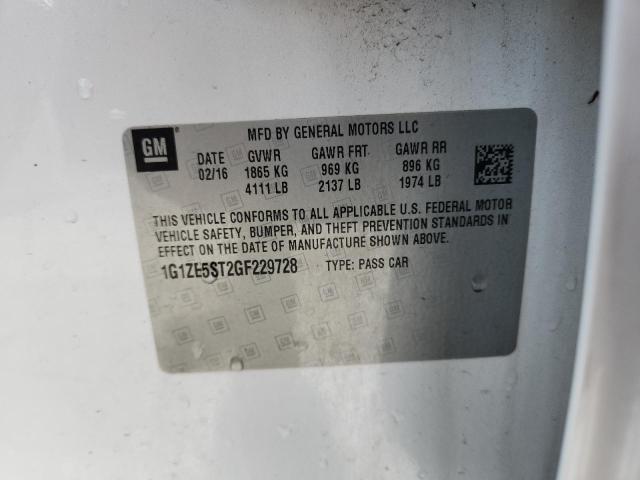 GM
MFD BY GENERAL MOTORS LLC
DATE GVWR GAWR FRT GAWR RR
02/16 1865 KG 969 KG 896 KG
4111 LB 2137 LB 1974 LB
THIS VEHICLE CONFORMS TO ALL APPLICABLE U.S. FEDERAL MOTOR
VEHICLE SAFETY, BUMPER, AND THEFT PREVENTION STANDARDS IN
EFFECT ON THE DATE OF MANUFACTURE SHOWN ABOVE.
1G1ZE5ST2GF229728 TYPE: PASS CAR